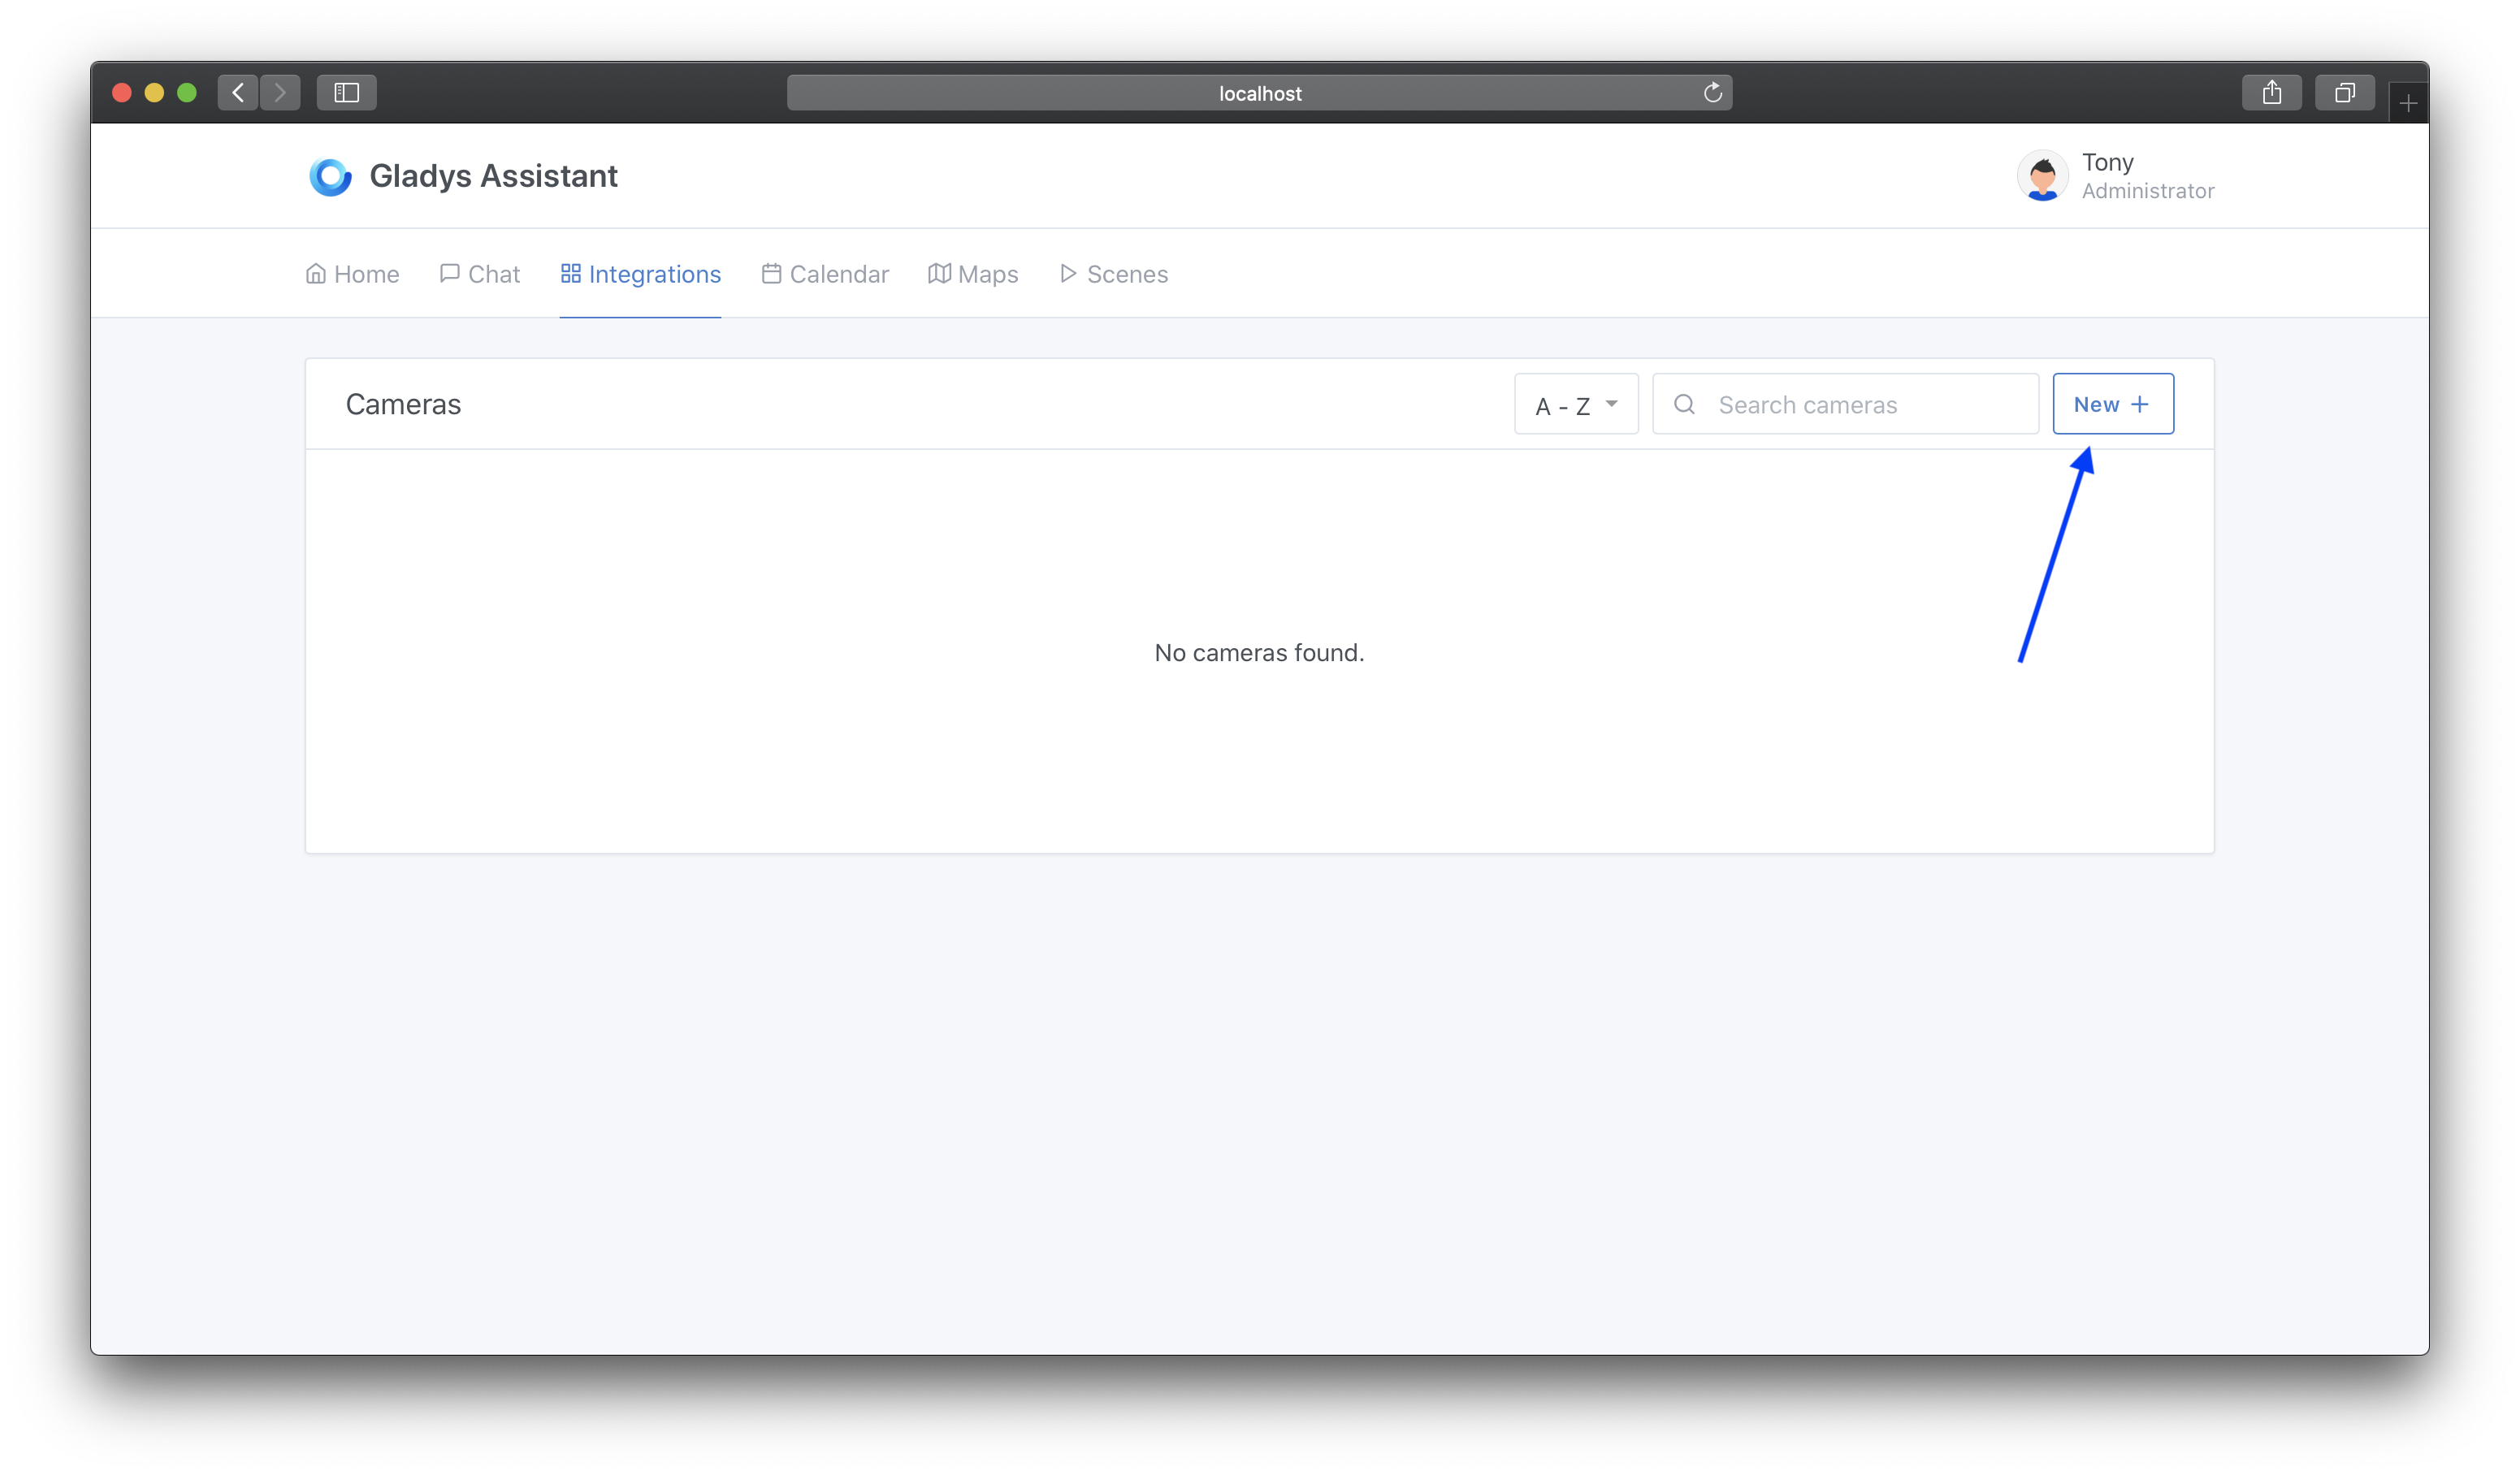 localhost
Gladys Assistant
Tony
Administrator
Home Chat Integrations Calendar Maps Scenes
Cameras A - Z Search cameras New +
No cameras found.